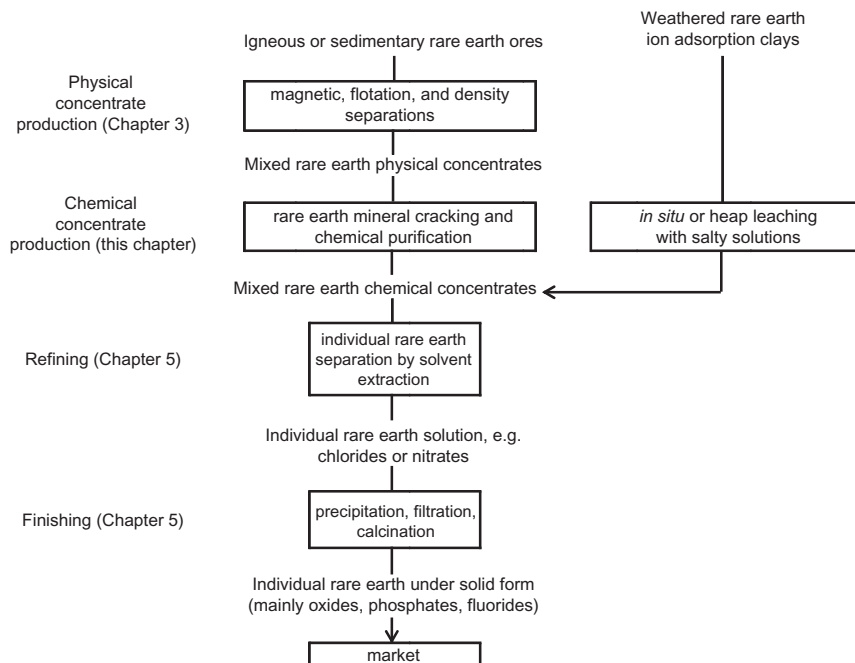 Weathered rare earth
ion adsorption clays
Igneous or sedimentary rare earth ores
Physical
concentrate
production (Chapter 3)
magnetic, flotation, and density
separations
Mixed rare earth physical concentrates
Chemical
concentrate
production (this chapter)
rare earth mineral cracking and
chemical purification
in situ or heap leaching
with salty solutions
Mixed rare earth chemical concentrates
Refining (Chapter 5)
individual rare earth
separation by solvent
extraction
Individual rare earth solution, e.g.
chlorides or nitrates
Finishing (Chapter 5)
precipitation, filtration,
calcination
Individual rare earth under solid form
(mainly oxides, phosphates, fluorides)
market